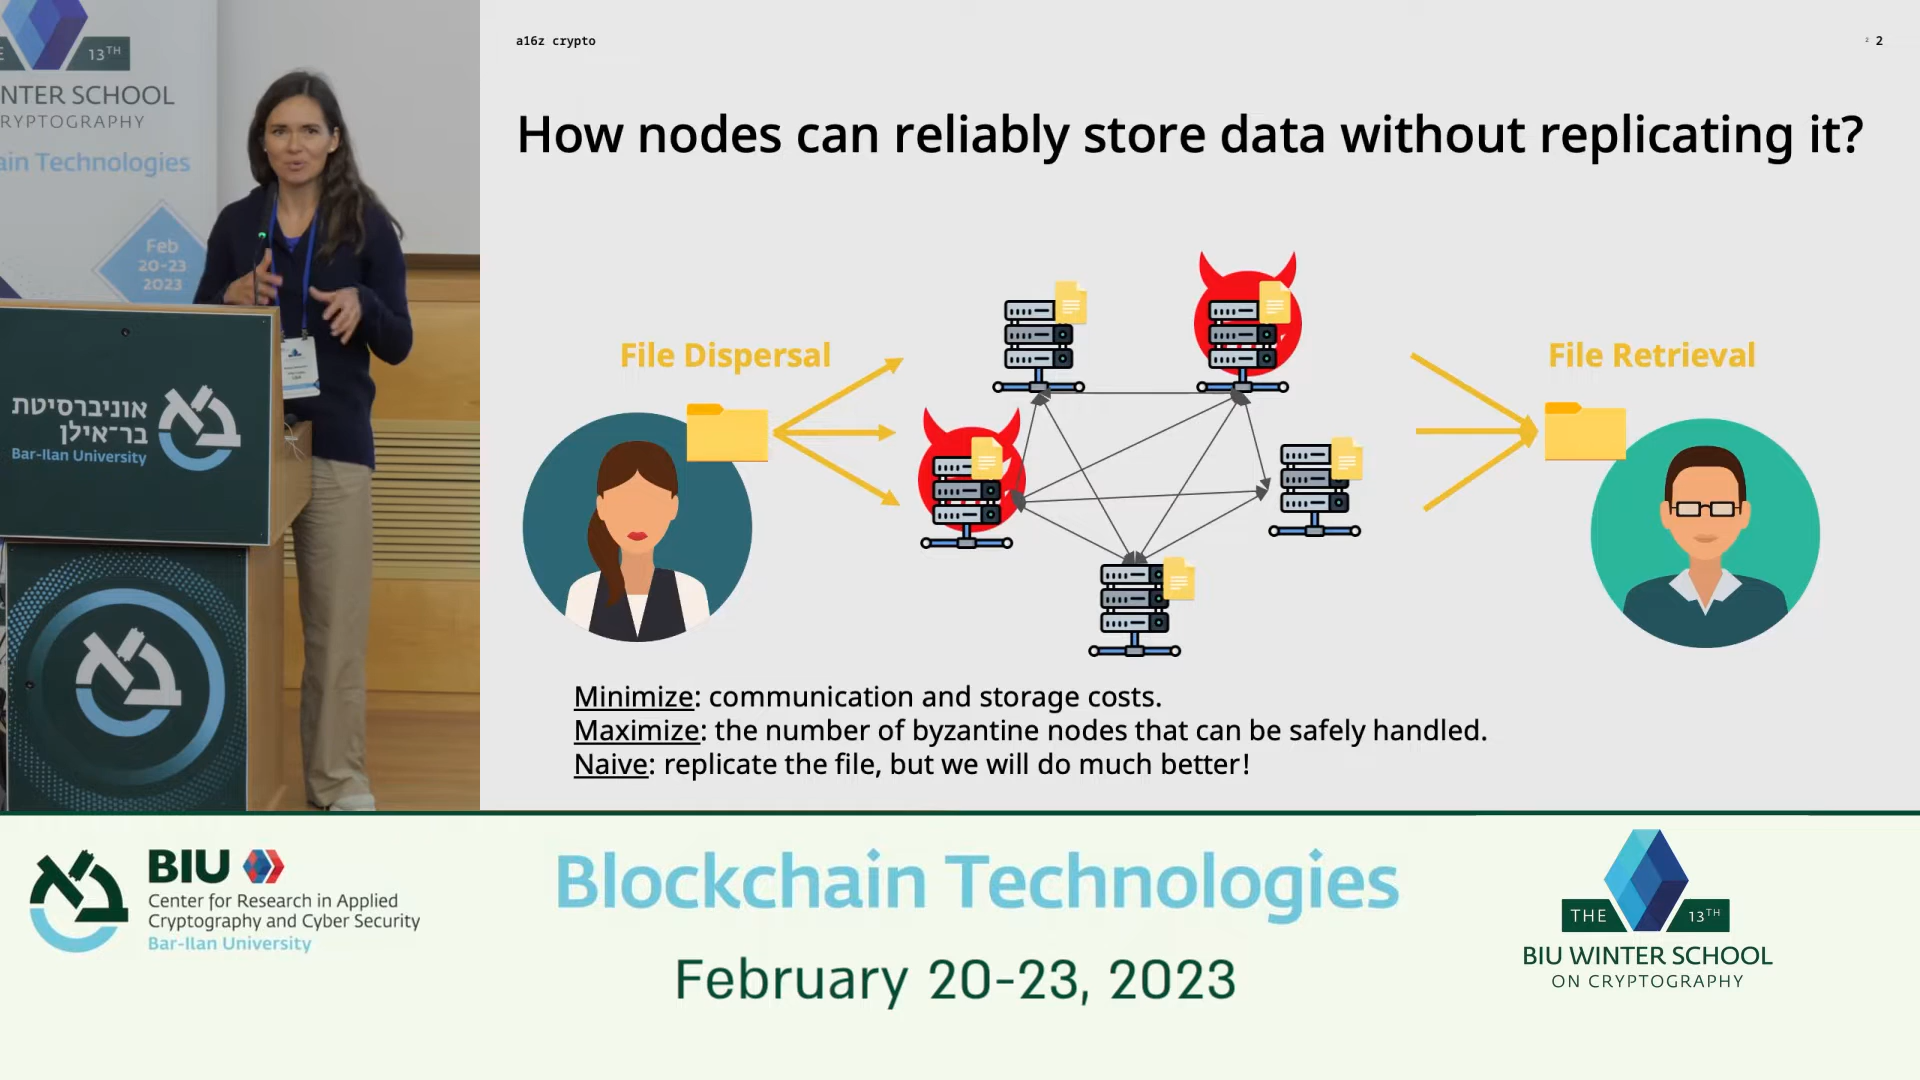 E 13TH
NTER SCHOOL
RYPTOGRAPHY
ain Technologies
Feb
20-23
2023
אוניברסיטת
בר־אילן
Bar-Ilan University
a16z crypto
2 2
How nodes can reliably store data without replicating it?
File Dispersal
File Retrieval
Minimize: communication and storage costs.
Maximize: the number of byzantine nodes that can be safely handled.
Naive: replicate the file, but we will do much better!
BIU
Center for Research in Applied
Cryptography and Cyber Security
Bar-Ilan University
Blockchain Technologies
February 20-23, 2023
THE 13TH
BIU WINTER SCHOOL
ON CRYPTOGRAPHY